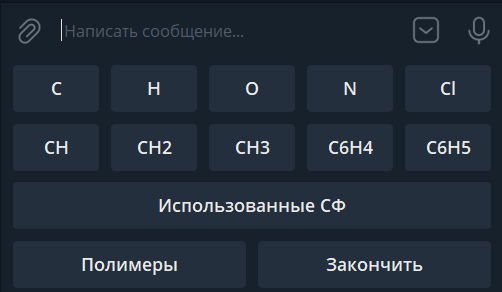 Написать сообщение...
C H O N Cl
CH CH2 CH3 C6H4 C6H5
Использованные СФ
Полимеры Закончить